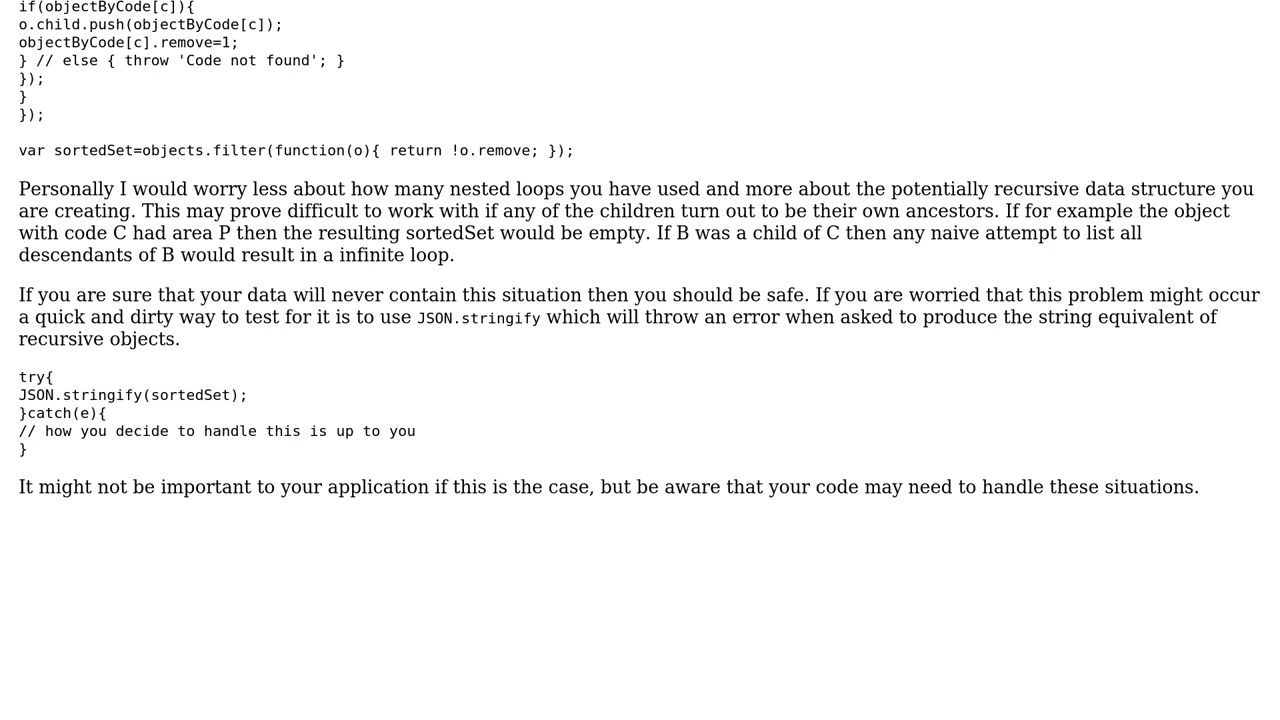 if(objectByCode[c]){
o.child.push(objectByCode[c]);
objectByCode[c].remove=1;
} // else { throw 'Code not found'; }
});
}
});
var sortedSet=objects.filter(function(o){ return !o.remove; });
Personally I would worry less about how many nested loops you have used and more about the potentially recursive data structure you
are creating. This may prove difficult to work with if any of the children turn out to be their own ancestors. If for example the object
with code C had area P then the resulting sortedSet would be empty. If B was a child of C then any naive attempt to list all
descendants of B would result in a infinite loop.
If you are sure that your data will never contain this situation then you should be safe. If you are worried that this problem might occur
a quick and dirty way to test for it is to use JSON.stringify which will throw an error when asked to produce the string equivalent of
recursive objects.
try{
JSON.stringify(sortedSet);
}catch(e){
// how you decide to handle this is up to you
}
It might not be important to your application if this is the case, but be aware that your code may need to handle these situations.